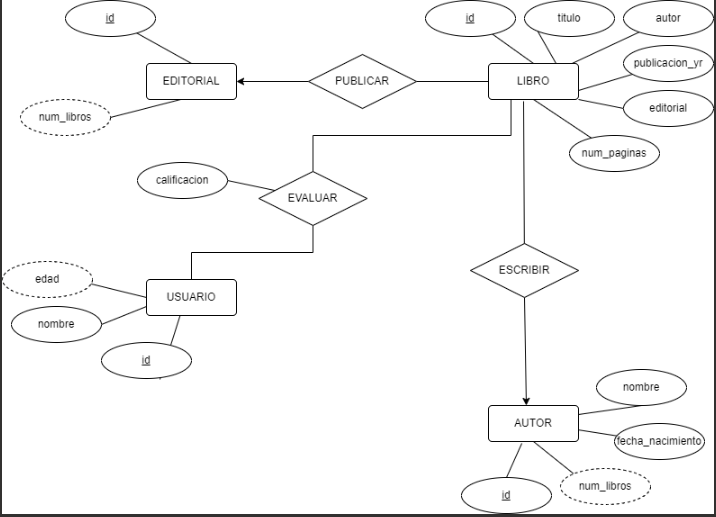 id
id
titulo
autor
EDITORIAL
PUBLICAR
LIBRO
publicacion_yr
num_libros
editorial
num_paginas
calificacion
EVALUAR
ESCRIBIR
edad
USUARIO
nombre
id
nombre
AUTOR
fecha_nacimiento
id
num_libros